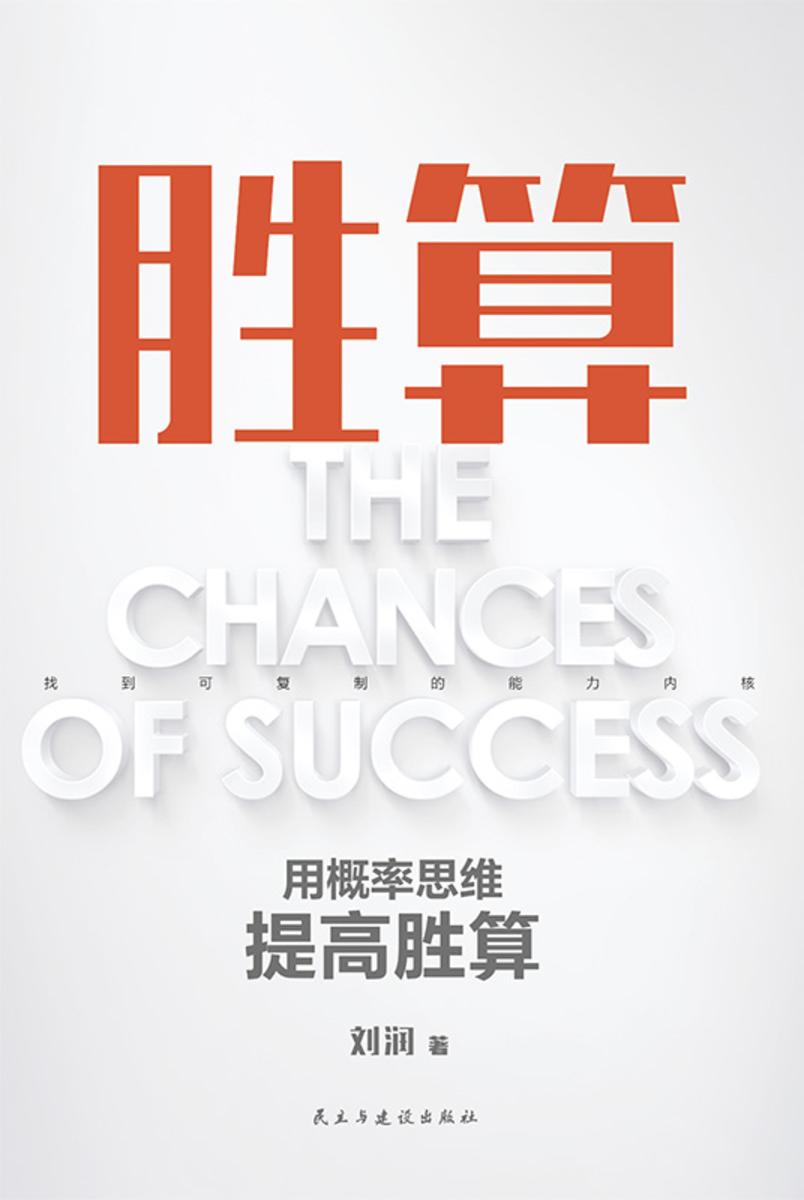 胜算
THE
CHANCES
找到可复制的能力内核
OF SUCCESS
用概率思维
提高胜算
刘润 著
民主与建设出版社